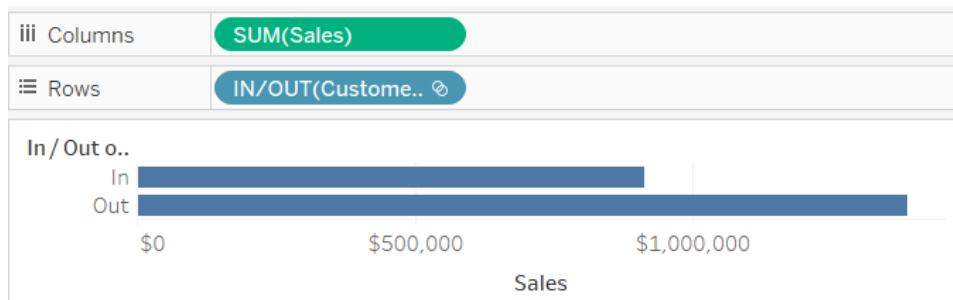 Columns SUM(Sales)
Rows IN/OUT(Custome..
In / Out o..
In
Out
$0 $500,000 $1,000,000
Sales